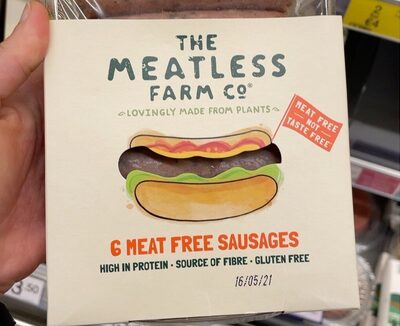 THE
MEATLESS
FARM CO®
LOVINGLY MADE FROM PLANTS
MEAT FREE
NOT
TASTE FREE
6 MEAT FREE SAUSAGES
HIGH IN PROTEIN · SOURCE OF FIBRE · GLUTEN FREE
16/05/21